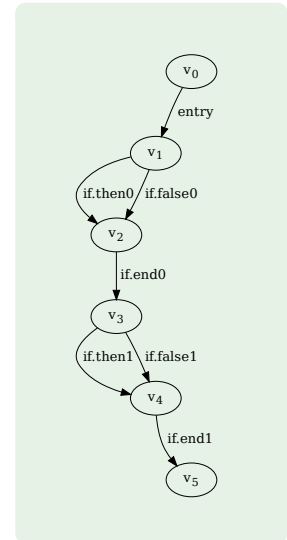 v0
entry
v1
if.then0 if.false0
v2
if.end0
v3
if.then1 if.false1
v4
if.end1
v5